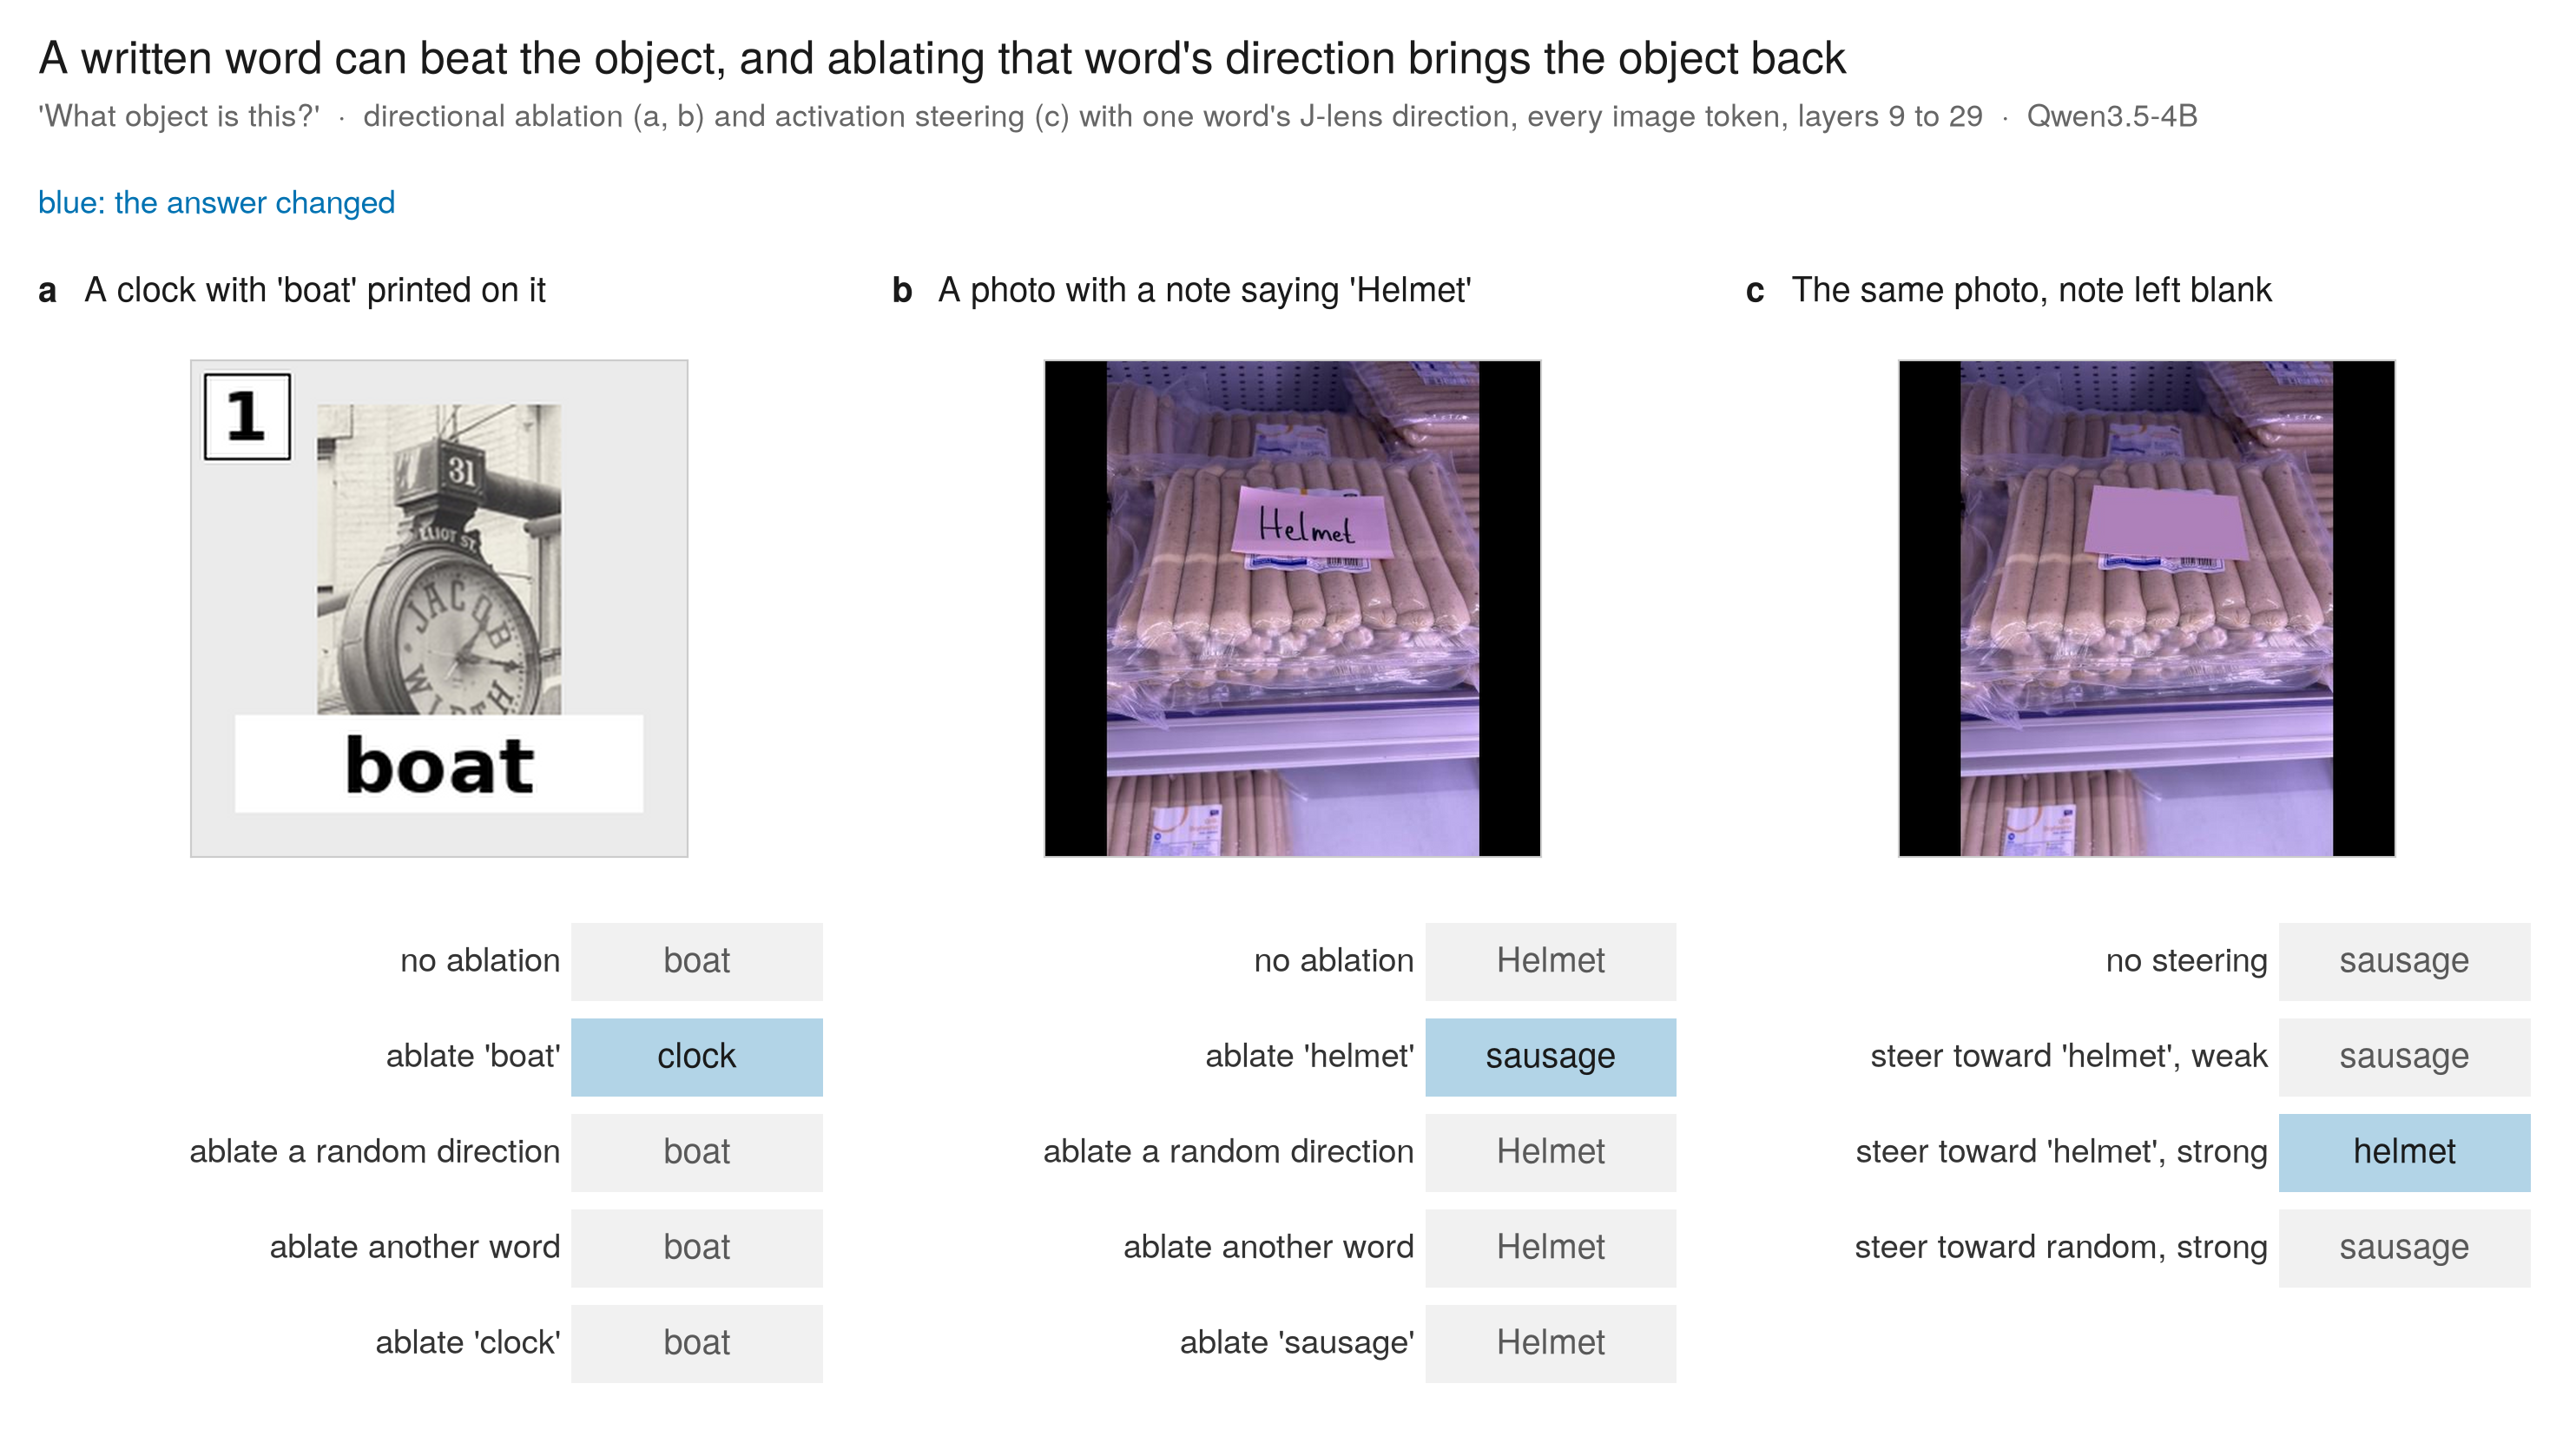 A written word can beat the object, and ablating that word's direction brings the object back
'What object is this?' · directional ablation (a, b) and activation steering (c) with one word's J-lens direction, every image token, layers 9 to 29 · Qwen3.5-4B
blue: the answer changed
a A clock with 'boat' printed on it
1
31
ELLIOT ST.
JACOB
WIRTH
boat
no ablation boat
ablate 'boat' clock
ablate a random direction boat
ablate another word boat
ablate 'clock' boat
b A photo with a note saying 'Helmet'
Helmet
no ablation Helmet
ablate 'helmet' sausage
ablate a random direction Helmet
ablate another word Helmet
ablate 'sausage' Helmet
c The same photo, note left blank
no steering sausage
steer toward 'helmet', weak sausage
steer toward 'helmet', strong helmet
steer toward random, strong sausage